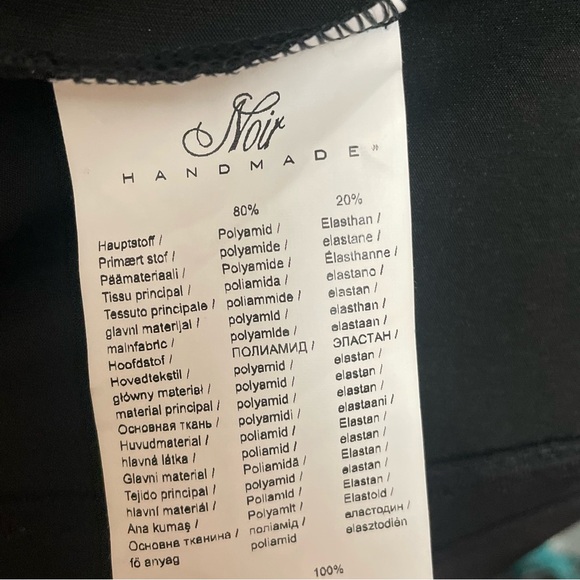 Noir
HANDMADE
80% 20%
Hauptstoff / Polyamid / Elasthan /
Primært stof / polyamide / elastane /
Päämateriaali / Polyamide / Élasthanne /
Tissu principal / poliamida / elastano /
Tessuto principale / poliammide / elastan /
glavni materijal / polyamid / elasthan /
mainfabric / polyamide / elastaan /
Hoofdstof / ПОЛИАМИД / ЭЛАСТАН /
Hovedtekstil / polyamid / elastan /
główny materiał / polyamid / elastan /
material principal / polyamid / elastan /
Основная ткань / polyamidi / elastaani /
Huvudmaterial / poliamid / Elastan /
hlavná látka / poliamid / elastan /
Glavni material / Poliamidă / Elastan /
Tejido principal / polyamid / elastan /
hlavní materiál / Poliamid / Elastan /
Ana kumaş / Polyamit / Elastoid /
Основна тканина / поліамід / еластодин /
fő anyag poliamid elasztodién
100%